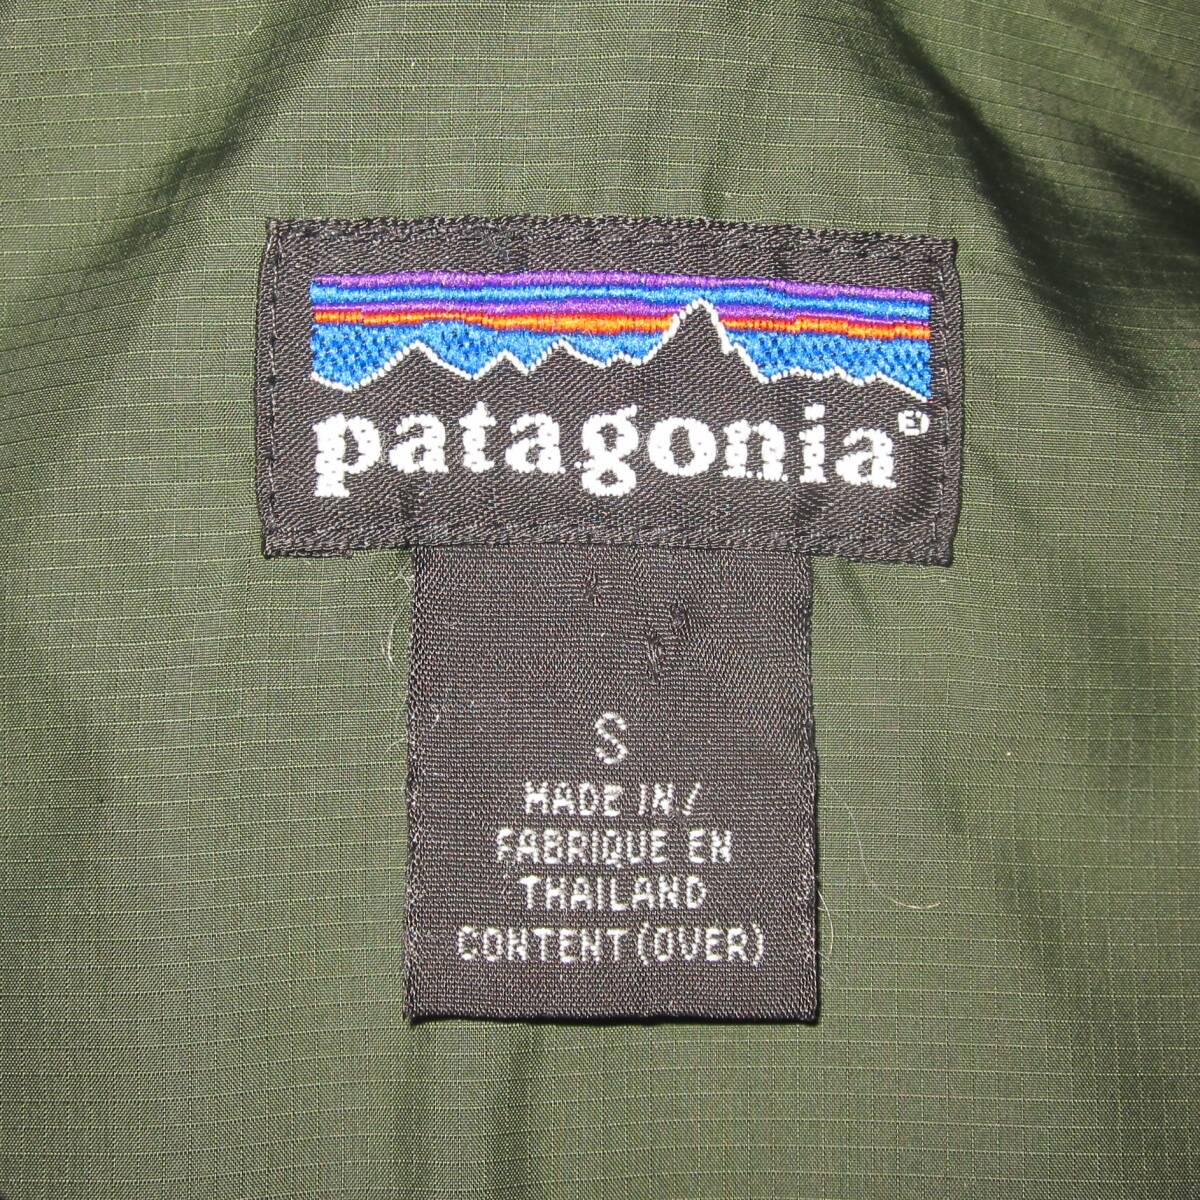 patagonia®
S
MADE IN/
FABRIQUE EN
THAILAND
CONTENT (OVER)